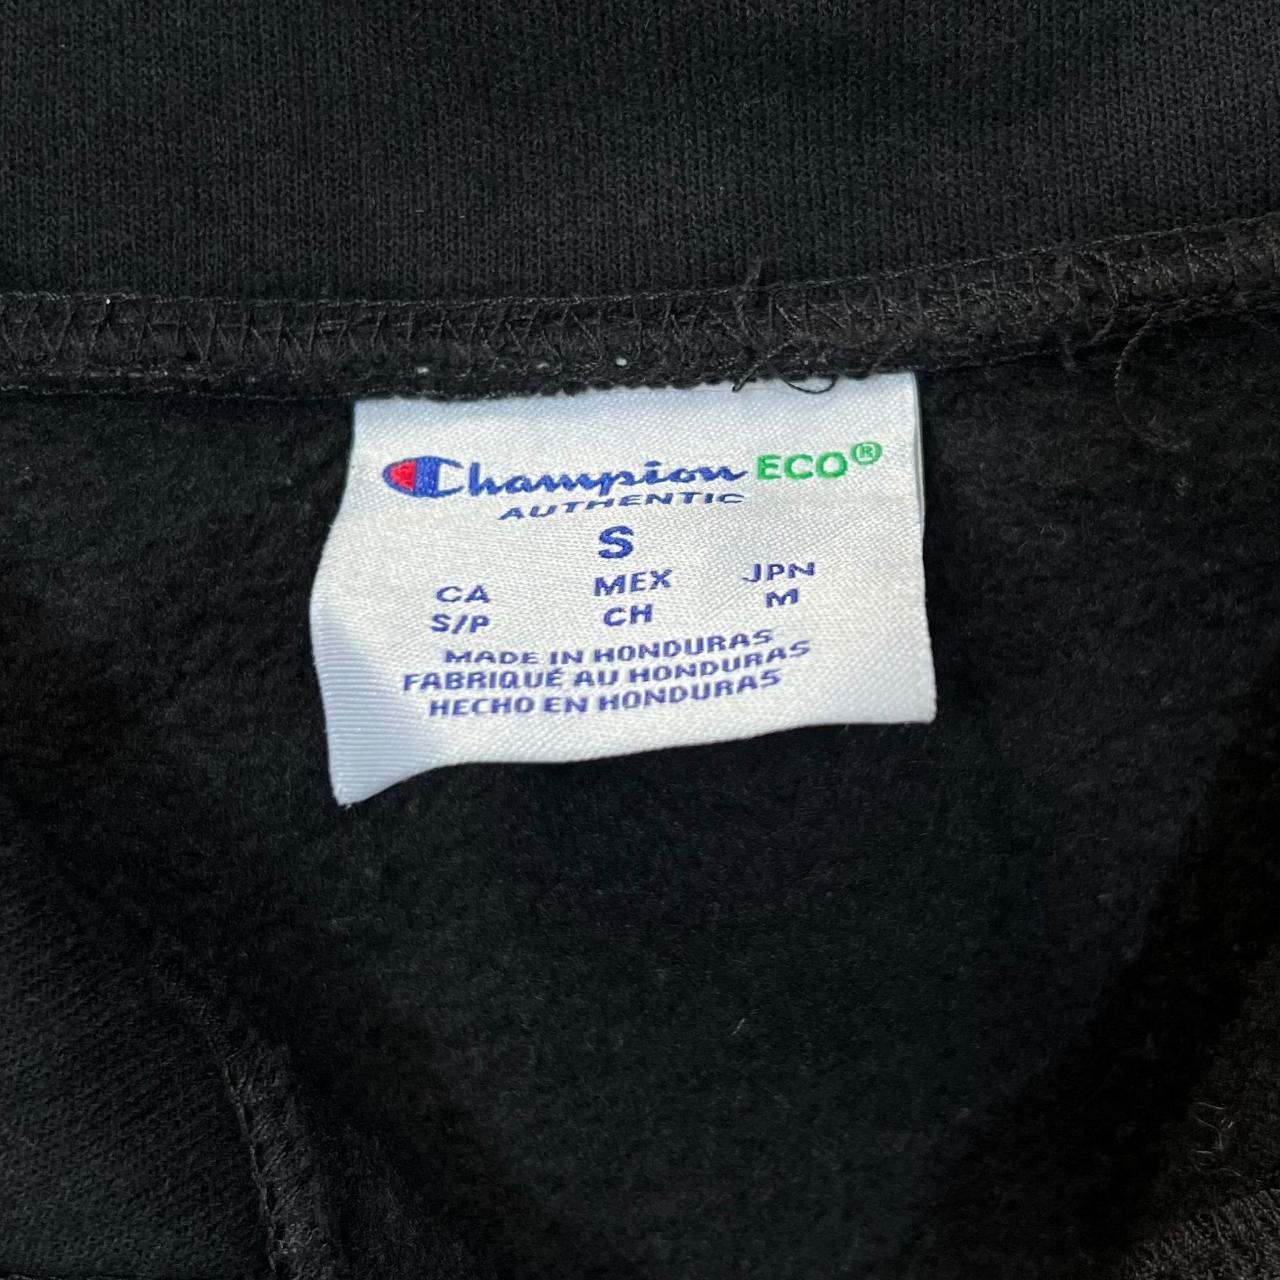 Champion ECO®
AUTHENTIC
S
CA MEX JPN
S/P CH M
MADE IN HONDURAS
FABRIQUÉ AU HONDURAS
HECHO EN HONDURAS